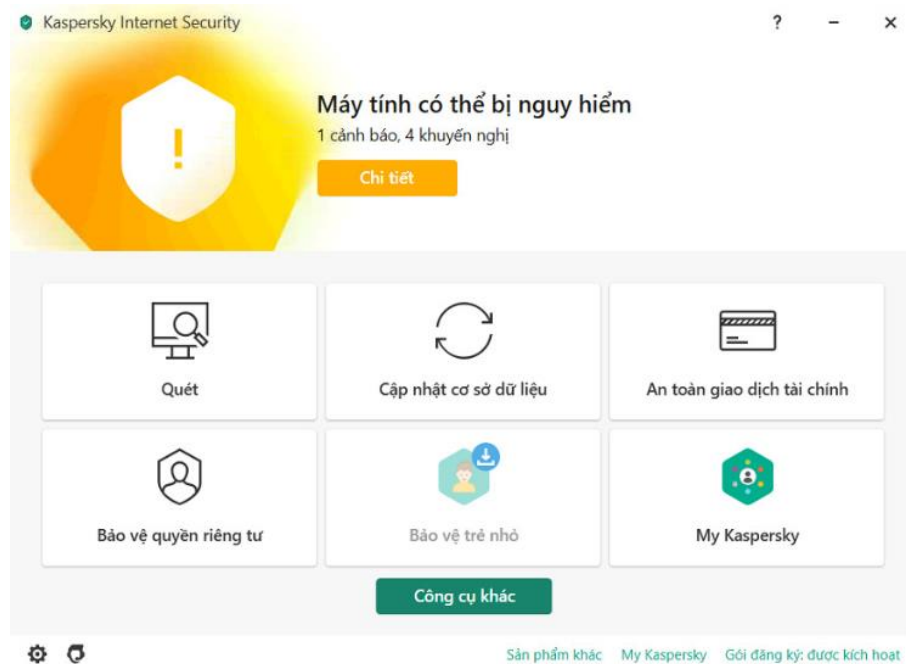 Kaspersky Internet Security
Máy tính có thể bị nguy hiểm
1 cảnh báo, 4 khuyến nghị
Chi tiết
Quét
Cập nhật cơ sở dữ liệu
An toàn giao dịch tài chính
Bảo vệ quyền riêng tư
Bảo vệ trẻ nhỏ
My Kaspersky
Công cụ khác
Sản phẩm khác My Kaspersky Gói đăng ký: được kích hoạt